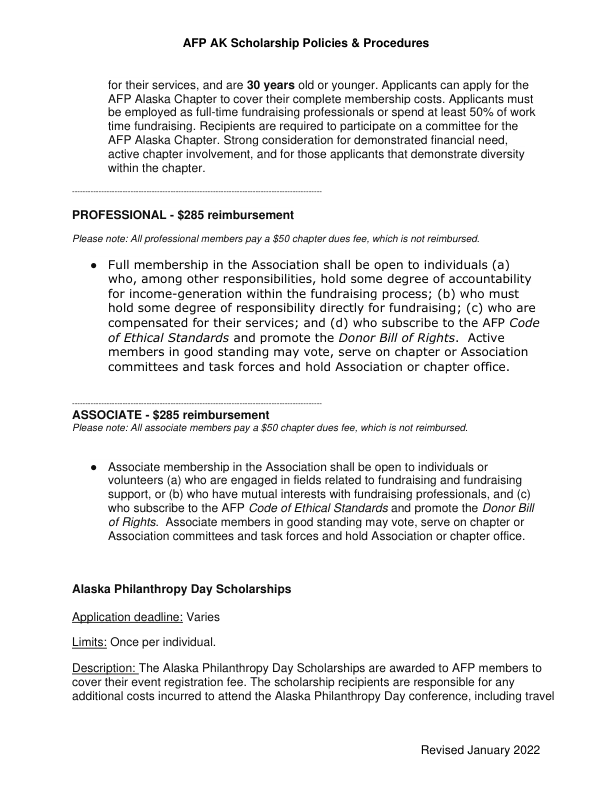 AFP AK Scholarship Policies & Procedures
for their services, and are 30 years old or younger. Applicants can apply for the
AFP Alaska Chapter to cover their complete membership costs. Applicants must
be employed as full-time fundraising professionals or spend at least 50% of work
time fundraising. Recipients are required to participate on a committee for the
AFP Alaska Chapter. Strong consideration for demonstrated financial need,
active chapter involvement, and for those applicants that demonstrate diversity
within the chapter.
PROFESSIONAL - $285 reimbursement
Please note: All professional members pay a $50 chapter dues fee, which is not reimbursed.
● Full membership in the Association shall be open to individuals (a)
who, among other responsibilities, hold some degree of accountability
for income-generation within the fundraising process; (b) who must
hold some degree of responsibility directly for fundraising; (c) who are
compensated for their services; and (d) who subscribe to the AFP Code
of Ethical Standards and promote the Donor Bill of Rights. Active
members in good standing may vote, serve on chapter or Association
committees and task forces and hold Association or chapter office.
ASSOCIATE - $285 reimbursement
Please note: All associate members pay a $50 chapter dues fee, which is not reimbursed.
● Associate membership in the Association shall be open to individuals or
volunteers (a) who are engaged in fields related to fundraising and fundraising
support, or (b) who have mutual interests with fundraising professionals, and (c)
who subscribe to the AFP Code of Ethical Standards and promote the Donor Bill
of Rights. Associate members in good standing may vote, serve on chapter or
Association committees and task forces and hold Association or chapter office.
Alaska Philanthropy Day Scholarships
Application deadline: Varies
Limits: Once per individual.
Description: The Alaska Philanthropy Day Scholarships are awarded to AFP members to
cover their event registration fee. The scholarship recipients are responsible for any
additional costs incurred to attend the Alaska Philanthropy Day conference, including travel
Revised January 2022